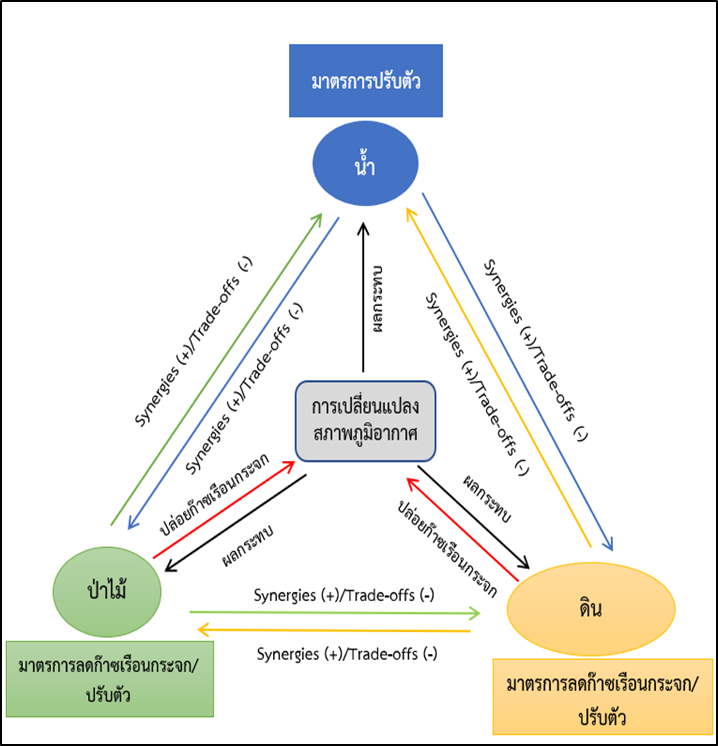 มาตรการปรับตัว
น้ำ
Synergies (+)/Trade-offs (-)
Synergies (+)/Trade-offs (-)
ผลกระทบ
Synergies (+)/Trade-offs (-)
Synergies (+)/Trade-offs (-)
การเปลี่ยนแปลง
สภาพภูมิอากาศ
ปล่อยก๊าซเรือนกระจก
ผลกระทบ
ผลกระทบ
ปล่อยก๊าซเรือนกระจก
ป่าไม้
Synergies (+)/Trade-offs (-)
Synergies (+)/Trade-offs (-)
ดิน
มาตรการลดก๊าซเรือนกระจก/
ปรับตัว
มาตรการลดก๊าซเรือนกระจก/
ปรับตัว